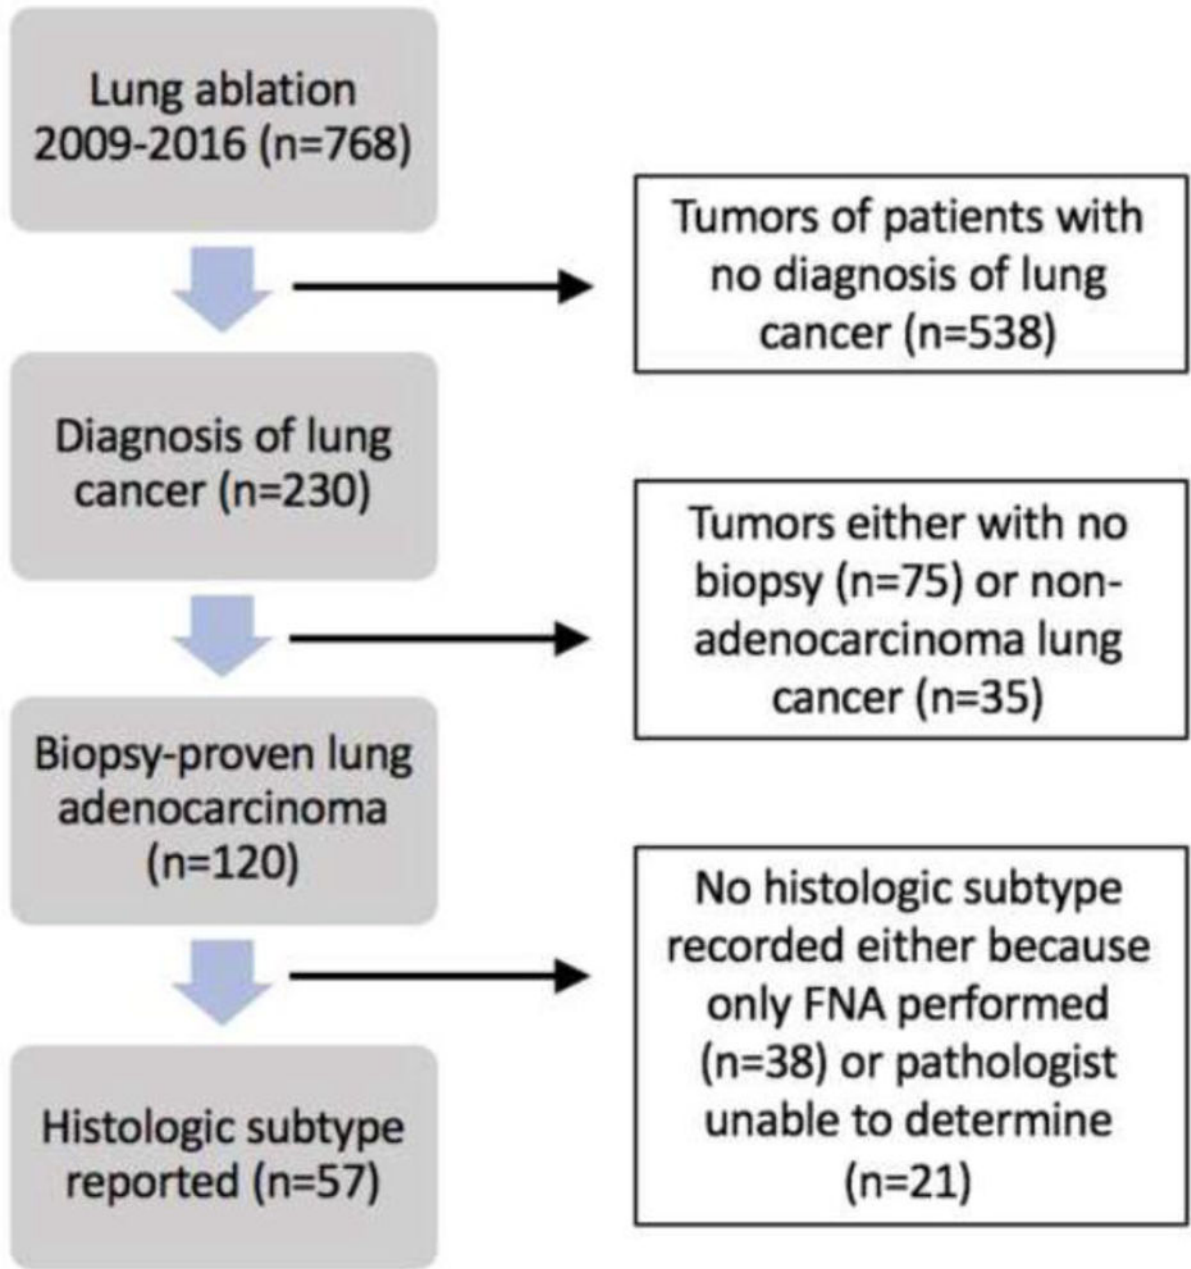 Lung ablation
2009-2016 (n=768)
Tumors of patients with
no diagnosis of lung
cancer (n=538)
Diagnosis of lung
cancer (n=230)
Tumors either with no
biopsy (n=75) or non-
adenocarcinoma lung
cancer (n=35)
Biopsy-proven lung
adenocarcinoma
(n=120)
No histologic subtype
recorded either because
only FNA performed
(n=38) or pathologist
unable to determine
(n=21)
Histologic subtype
reported (n=57)